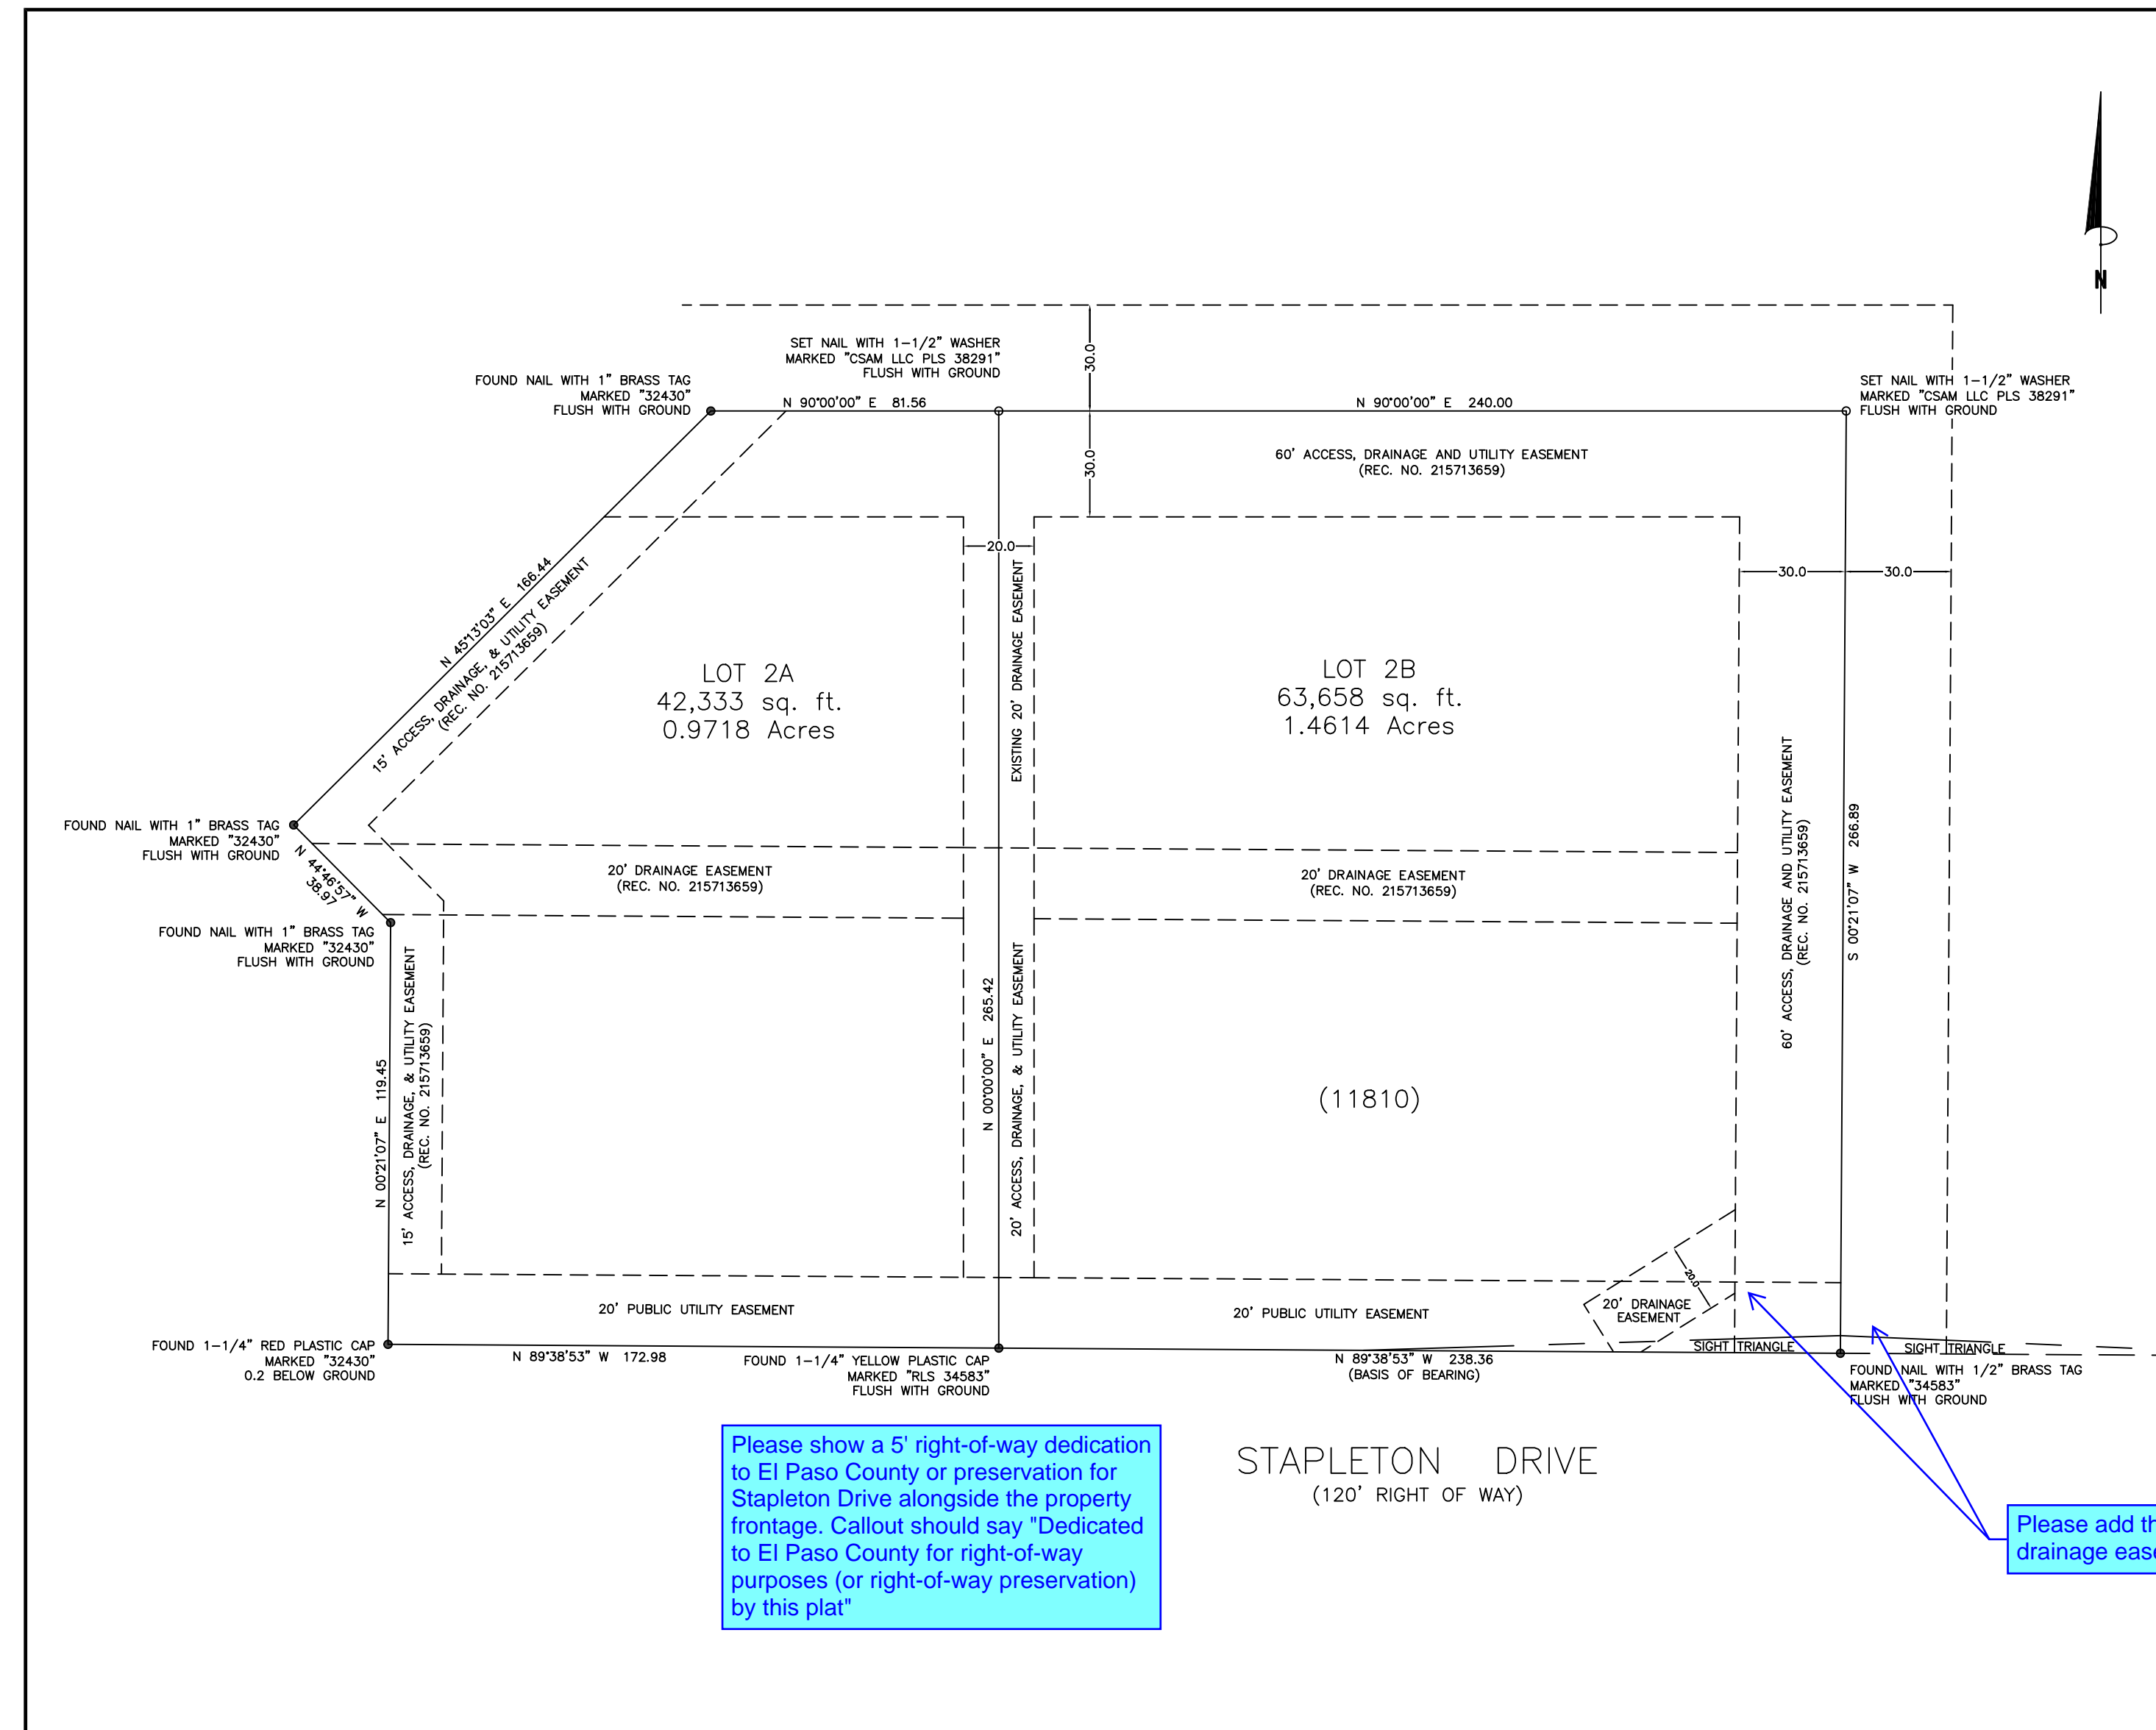 N
SET NAIL WITH 1-1/2" WASHER
MARKED "CSAM LLC PLS 38291"
FLUSH WITH GROUND
FOUND NAIL WITH 1" BRASS TAG
MARKED "32430"
FLUSH WITH GROUND
30.0
SET NAIL WITH 1-1/2" WASHER
MARKED "CSAM LLC PLS 38291"
FLUSH WITH GROUND
N 90°00'00" E 81.56
N 90°00'00" E 240.00
30.0
60' ACCESS, DRAINAGE AND UTILITY EASEMENT
(REC. NO. 215713659)
20.0
30.0
30.0
N 45°13'03" E 166.44
15' ACCESS, DRAINAGE, & UTILITY EASEMENT
(REC. NO. 215713659)
EXISTING 20' DRAINAGE EASEMENT
LOT 2A
42,333 sq. ft.
0.9718 Acres
LOT 2B
63,658 sq. ft.
1.4614 Acres
60' ACCESS, DRAINAGE AND UTILITY EASEMENT
(REC. NO. 215713659)
S 00°21'07" W 266.89
FOUND NAIL WITH 1" BRASS TAG
MARKED "32430"
FLUSH WITH GROUND
N 44°46'57" W
38.97
20' DRAINAGE EASEMENT
(REC. NO. 215713659)
20' DRAINAGE EASEMENT
(REC. NO. 215713659)
FOUND NAIL WITH 1" BRASS TAG
MARKED "32430"
FLUSH WITH GROUND
N 00°21'07" E 119.45
15' ACCESS, DRAINAGE, & UTILITY EASEMENT
(REC. NO. 215713659)
N 00°00'00" E 265.42
20' ACCESS, DRAINAGE, & UTILITY EASEMENT
(11810)
20.0
20' DRAINAGE
EASEMENT
20' PUBLIC UTILITY EASEMENT
20' PUBLIC UTILITY EASEMENT
SIGHT TRIANGLE
SIGHT TRIANGLE
FOUND 1-1/4" RED PLASTIC CAP
MARKED "32430"
0.2 BELOW GROUND
N 89°38'53" W 172.98
FOUND 1-1/4" YELLOW PLASTIC CAP
MARKED "RLS 34583"
FLUSH WITH GROUND
N 89°38'53" W 238.36
(BASIS OF BEARING)
FOUND NAIL WITH 1/2" BRASS TAG
MARKED "34583"
FLUSH WITH GROUND
Please show a 5' right-of-way dedication
to El Paso County or preservation for
Stapleton Drive alongside the property
frontage. Callout should say "Dedicated
to El Paso County for right-of-way
purposes (or right-of-way preservation)
by this plat"
STAPLETON DRIVE
(120' RIGHT OF WAY)
Please add
drainage